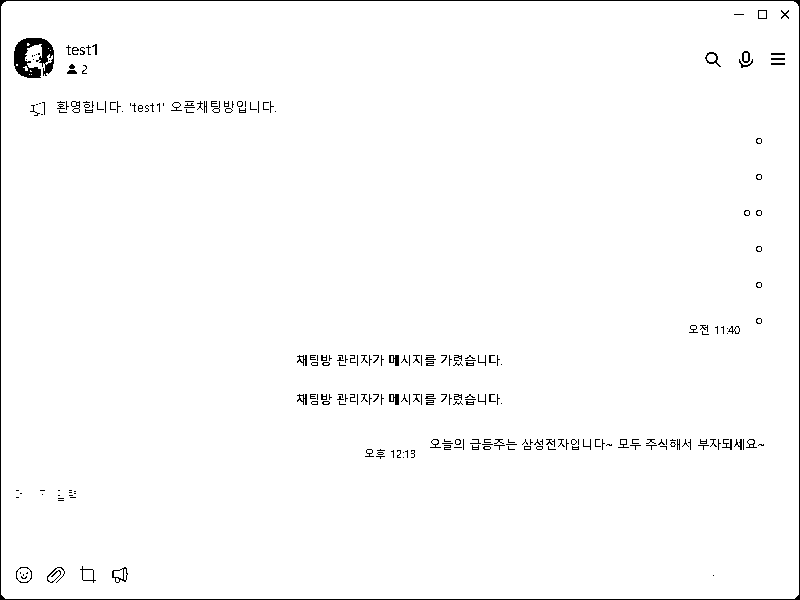 test1
2
환영합니다. 'test1' 오픈채팅방입니다.
ㅇ
ㅇ
ㅇㅇ
ㅇ
ㅇ
ㅇ
오전 11:40
채팅방 관리자가 메시지를 가렸습니다.
채팅방 관리자가 메시지를 가렸습니다.
오늘의 급등주는 삼성전자입니다~ 모두 주식해서 부자되세요~
오후 12:13